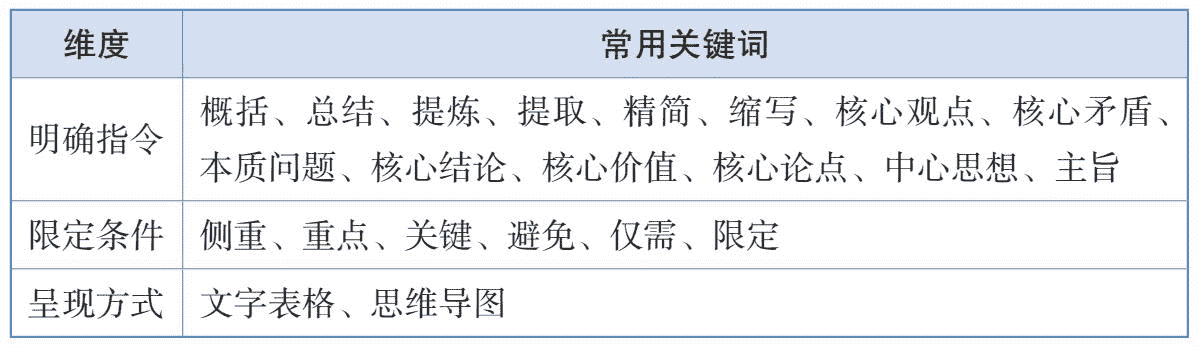 维度 常用关键词
明确指令 概括、总结、提炼、提取、精简、缩写、核心观点、核心矛盾、
本质问题、核心结论、核心价值、核心论点、中心思想、主旨
限定条件 侧重、重点、关键、避免、仅需、限定
呈现方式 文字表格、思维导图